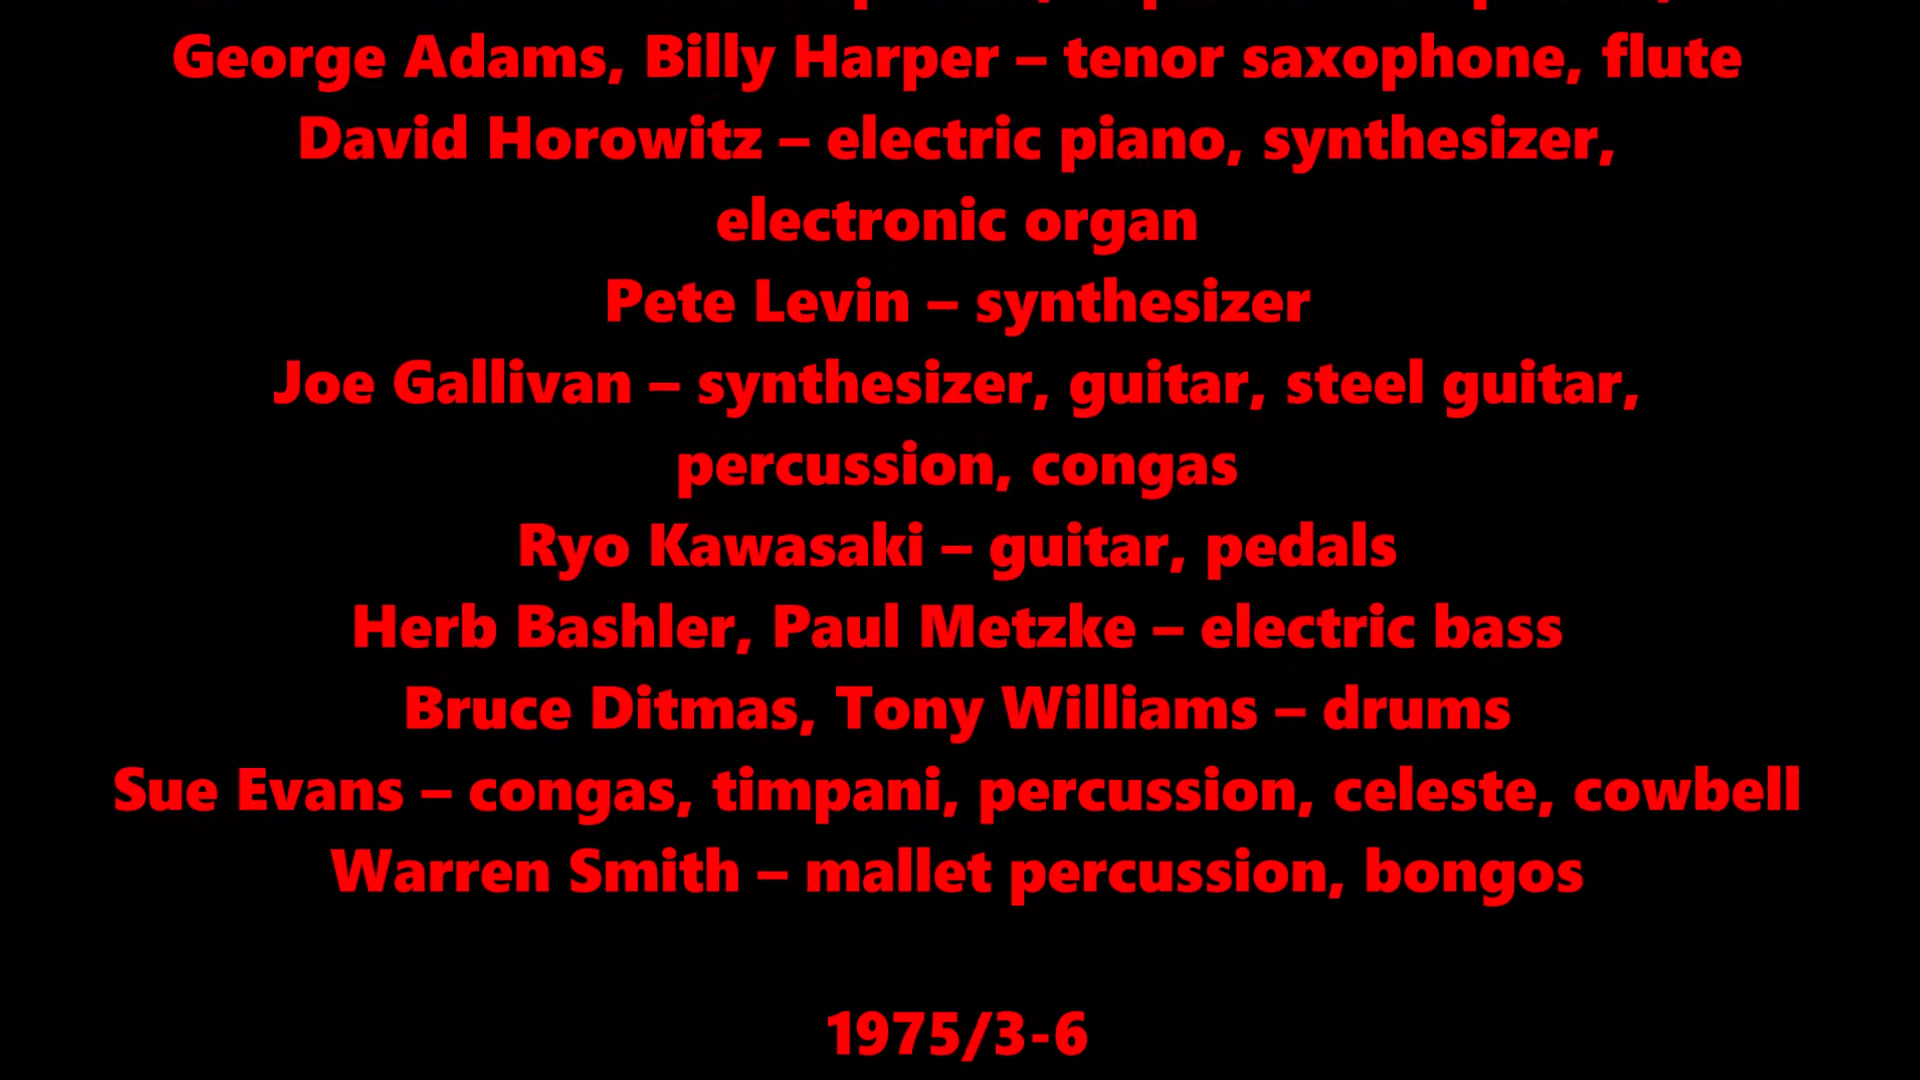 George Adams, Billy Harper – tenor saxophone, flute
David Horowitz – electric piano, synthesizer,
electronic organ
Pete Levin – synthesizer
Joe Gallivan – synthesizer, guitar, steel guitar,
percussion, congas
Ryo Kawasaki – guitar, pedals
Herb Bashler, Paul Metzke – electric bass
Bruce Ditmas, Tony Williams – drums
Sue Evans – congas, timpani, percussion, celeste, cowbell
Warren Smith – mallet percussion, bongos
1975/3-6